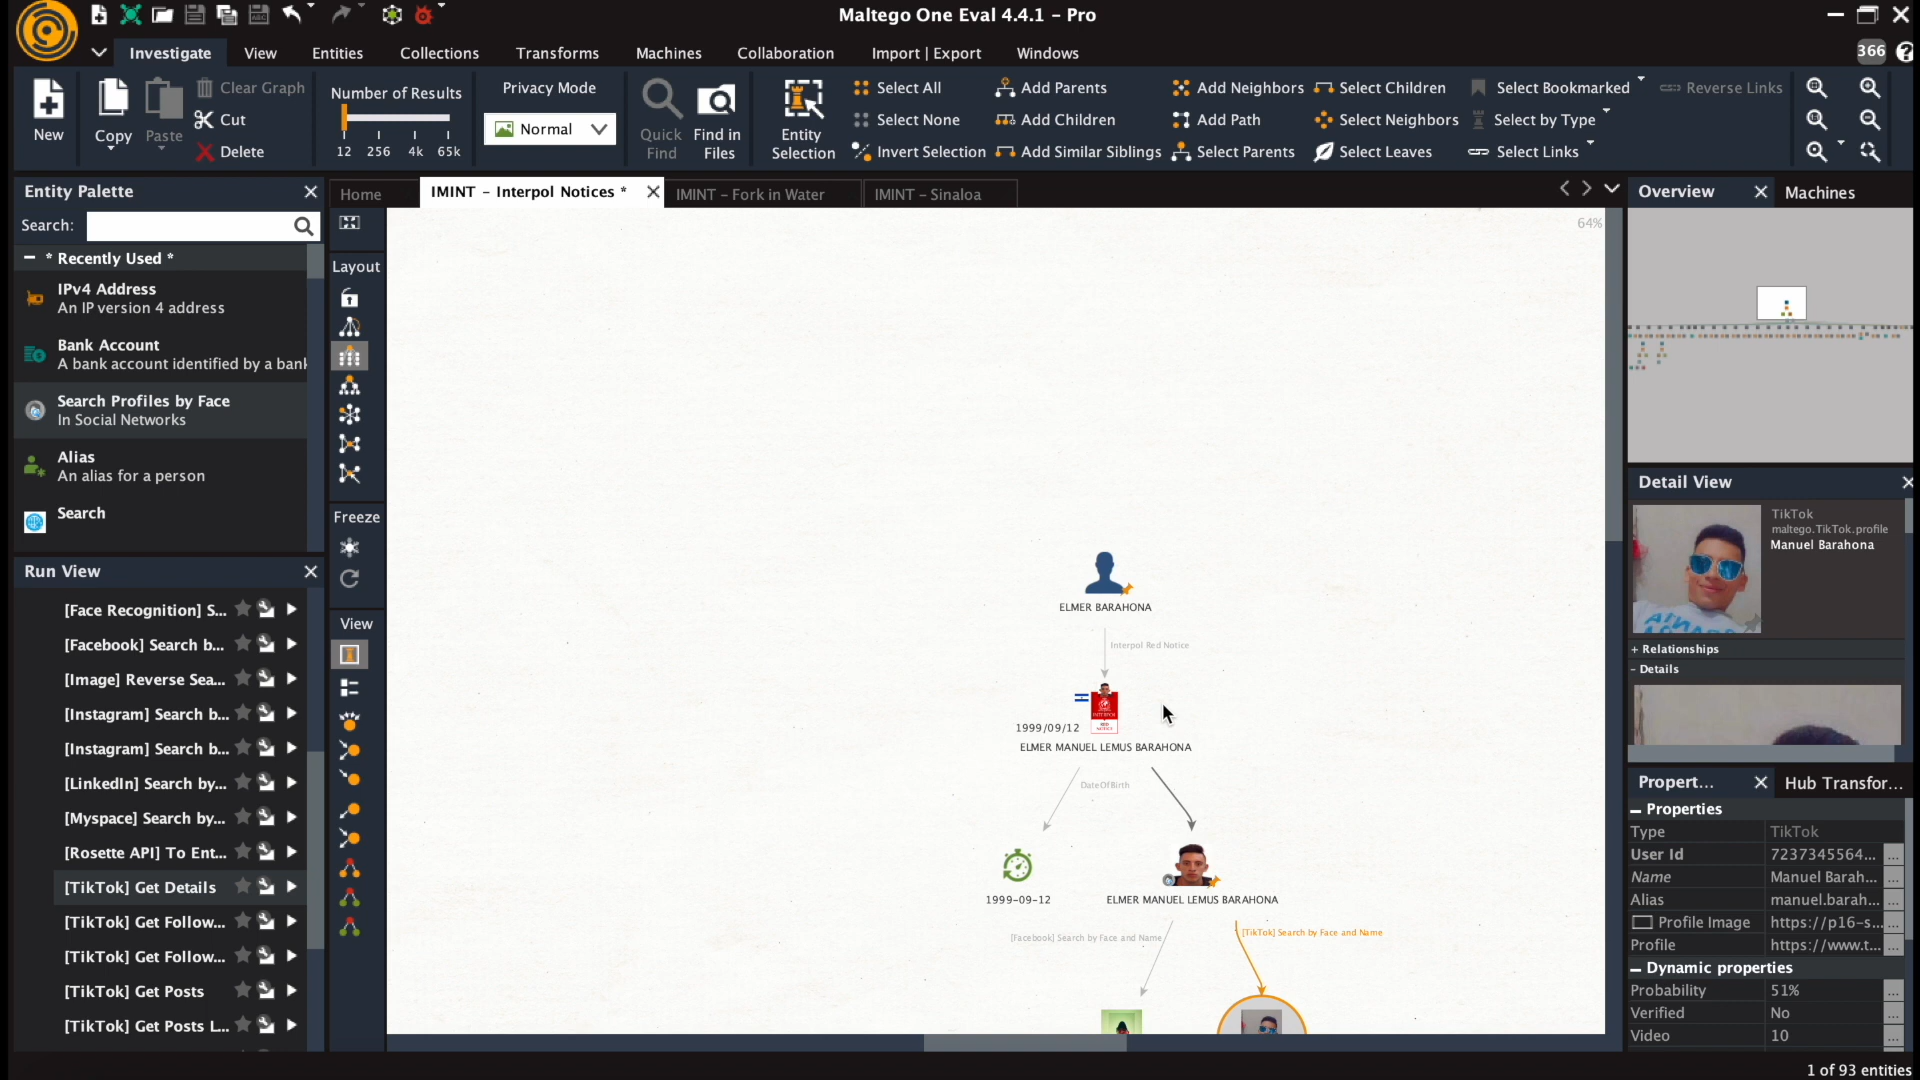 Maltego One Eval 4.4.1 - Pro
Investigate View Entities Collections Transforms Machines Collaboration Import | Export Windows 366
New
Copy
Paste
Clear Graph
Cut
Delete
Number of Results
12 256 4k 65k
Privacy Mode
Normal
Quick Find
Find in Files
Entity Selection
Select All
Select None
Invert Selection
Add Parents
Add Children
Add Similar Siblings
Add Neighbors
Add Path
Select Parents
Select Children
Select Neighbors
Select Leaves
Select Bookmarked
Select by Type
Select Links
Reverse Links
Entity Palette
Search:
* Recently Used *
IPv4 Address
An IP version 4 address
Bank Account
A bank account identified by a bank
Search Profiles by Face
In Social Networks
Alias
An alias for a person
Search
Run View
[Face Recognition] S...
[Facebook] Search b...
[Image] Reverse Sea...
[Instagram] Search b...
[Instagram] Search b...
[LinkedIn] Search by...
[Myspace] Search by...
[Rosette API] To Ent...
[TikTok] Get Details
[TikTok] Get Follow...
[TikTok] Get Follow...
[TikTok] Get Posts
[TikTok] Get Posts L...
Home
IMINT - Interpol Notices *
IMINT - Fork in Water
IMINT - Sinaloa
Layout
Freeze
View
64%
ELMER BARAHONA
Interpol Red Notice
1999/09/12
ELMER MANUEL LEMUS BARAHONA
DateOfBirth
1999-09-12
ELMER MANUEL LEMUS BARAHONA
[Facebook] Search by Face and Name
[TikTok] Search by Face and Name
Overview
Machines
Detail View
TikTok
maltego.TikTok.profile
Manuel Barahona
+ Relationships
- Details
Propert...
Hub Transfor...
Properties
Type TikTok
User Id 7237345564...
Name Manuel Barah...
Alias manuel.barah...
Profile Image https://p16-s...
Profile https://www.t...
Dynamic properties
Probability 51%
Verified No
Video 10
1 of 93 entities